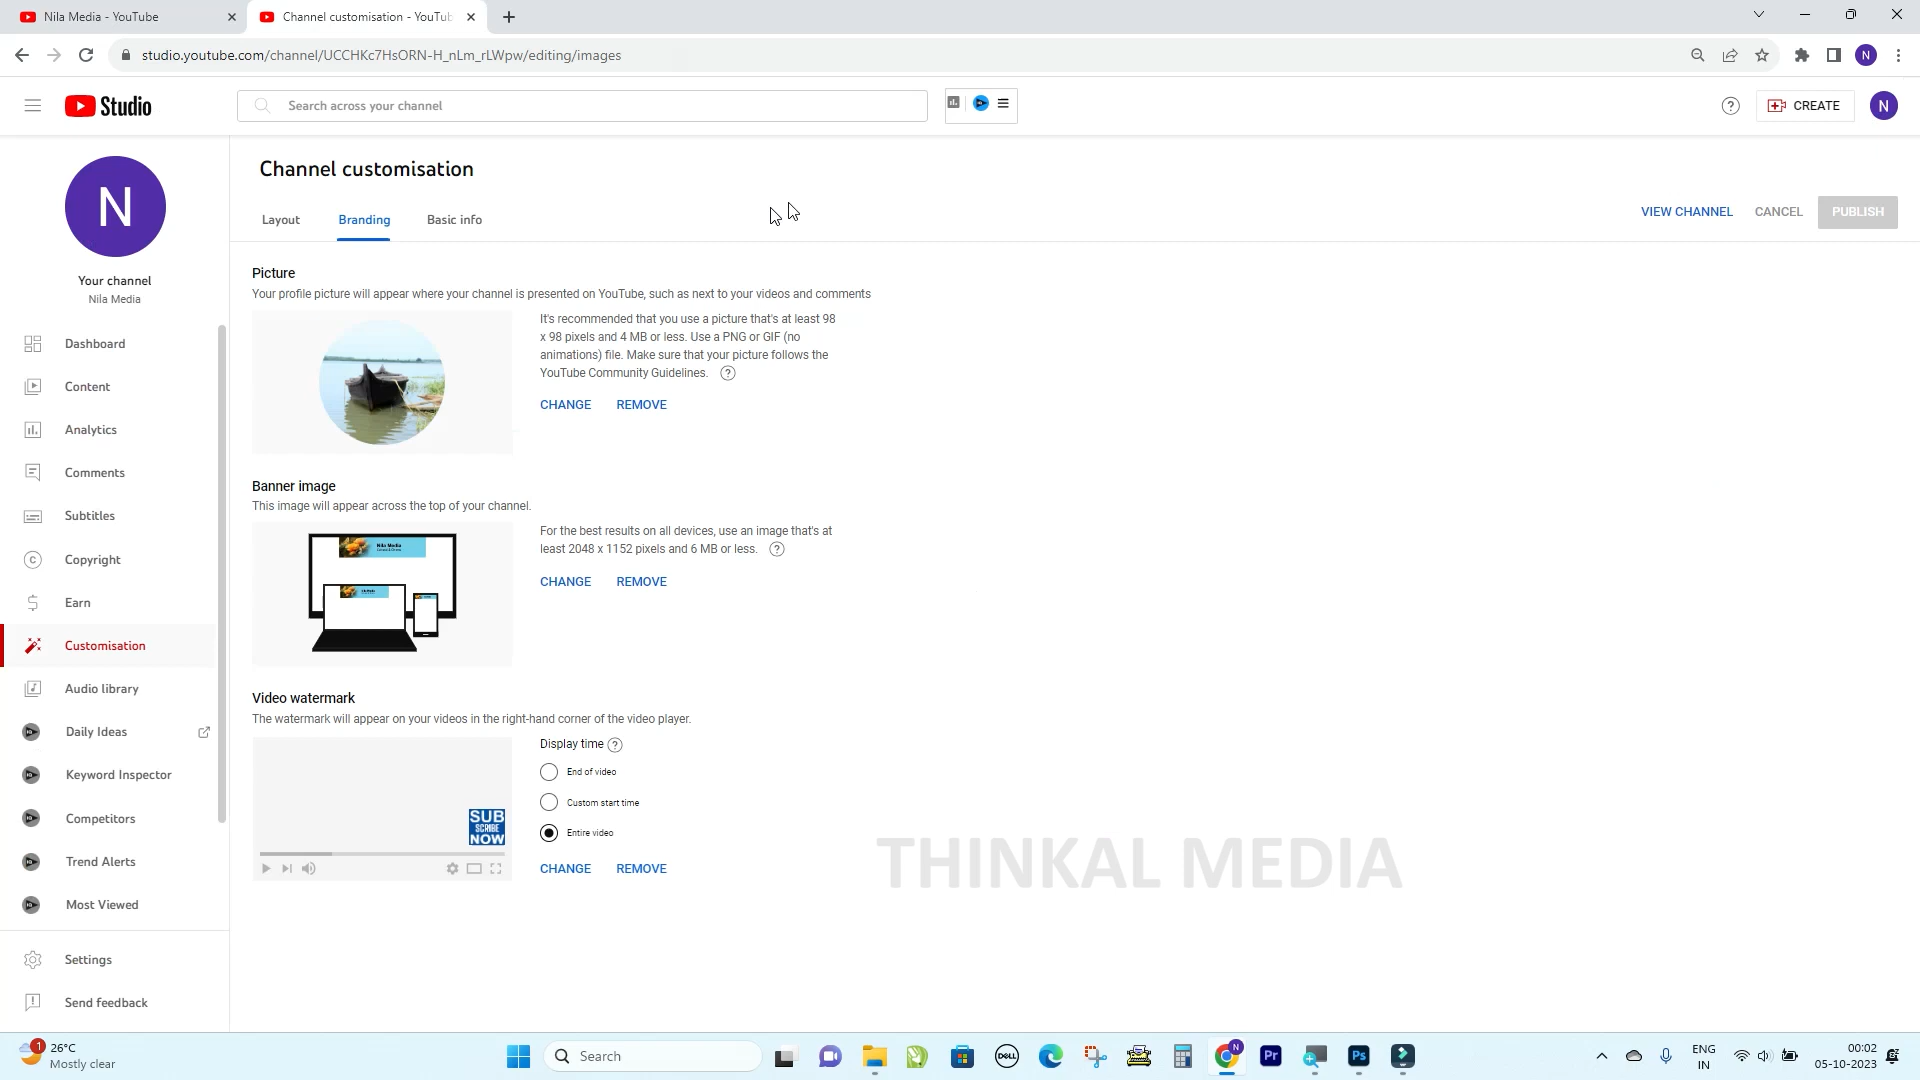 Nila Media - YouTube
Channel customisation - YouTub
studio.youtube.com/channel/UCCHKc7HsORN-H_nLm_rLWpw/editing/images
N
Studio
Search across your channel
CREATE
N
N
Your channel
Nila Media
Dashboard
Content
Analytics
Comments
Subtitles
Copyright
Earn
Customisation
Audio library
Daily Ideas
Keyword Inspector
Competitors
Trend Alerts
Most Viewed
Settings
Send feedback
Channel customisation
Layout
Branding
Basic info
VIEW CHANNEL
CANCEL
PUBLISH
Picture
Your profile picture will appear where your channel is presented on YouTube, such as next to your videos and comments
It's recommended that you use a picture that's at least 98
x 98 pixels and 4 MB or less. Use a PNG or GIF (no
animations) file. Make sure that your picture follows the
YouTube Community Guidelines.
CHANGE
REMOVE
Banner image
This image will appear across the top of your channel.
Nila Media
For the best results on all devices, use an image that's at
least 2048 x 1152 pixels and 6 MB or less.
CHANGE
REMOVE
Video watermark
The watermark will appear on your videos in the right-hand corner of the video player.
SUB
SCRIBE
NOW
Display time
End of video
Custom start time
Entire video
CHANGE
REMOVE
THINKAL MEDIA
1
26°C
Mostly clear
Search
DELL
N
Pr
Ps
ENG
IN
00:02
05-10-2023